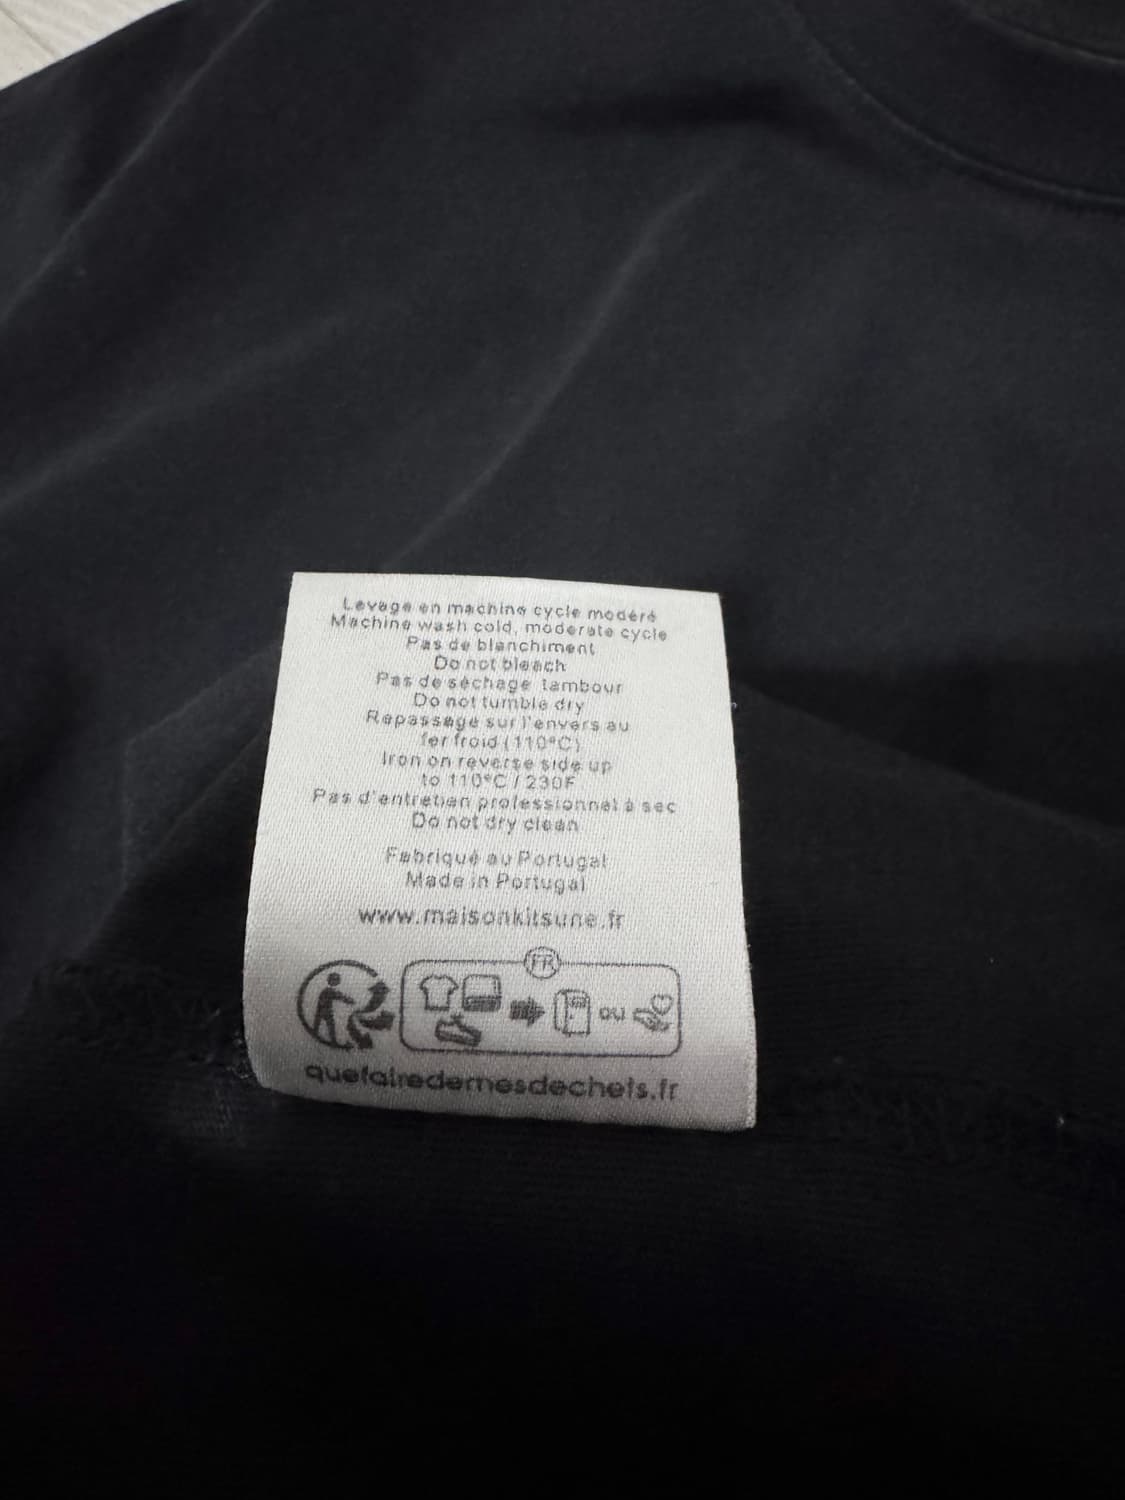 Lavage en machine cycle modéré
Machine wash cold, moderate cycle
Pas de blanchiment
Do not bleach
Pas de séchage tambour
Do not tumble dry
Repassage sur l'envers au
fer froid (110°C)
Iron on reverse side up
to 110°C / 230F
Pas d'entretien professionnel à sec
Do not dry clean
Fabriqué au Portugal
Made in Portugal
www.maisonkitsune.fr
FR
ou
quefairedemesdechets.fr